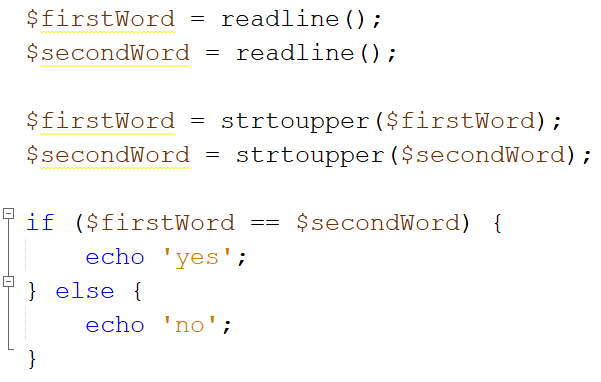 $firstWord = readline();
$secondWord = readline();
$firstWord = strtoupper($firstWord);
$secondWord = strtoupper($secondWord);
if ($firstWord == $secondWord) {
    echo 'yes';
} else {
    echo 'no';
}